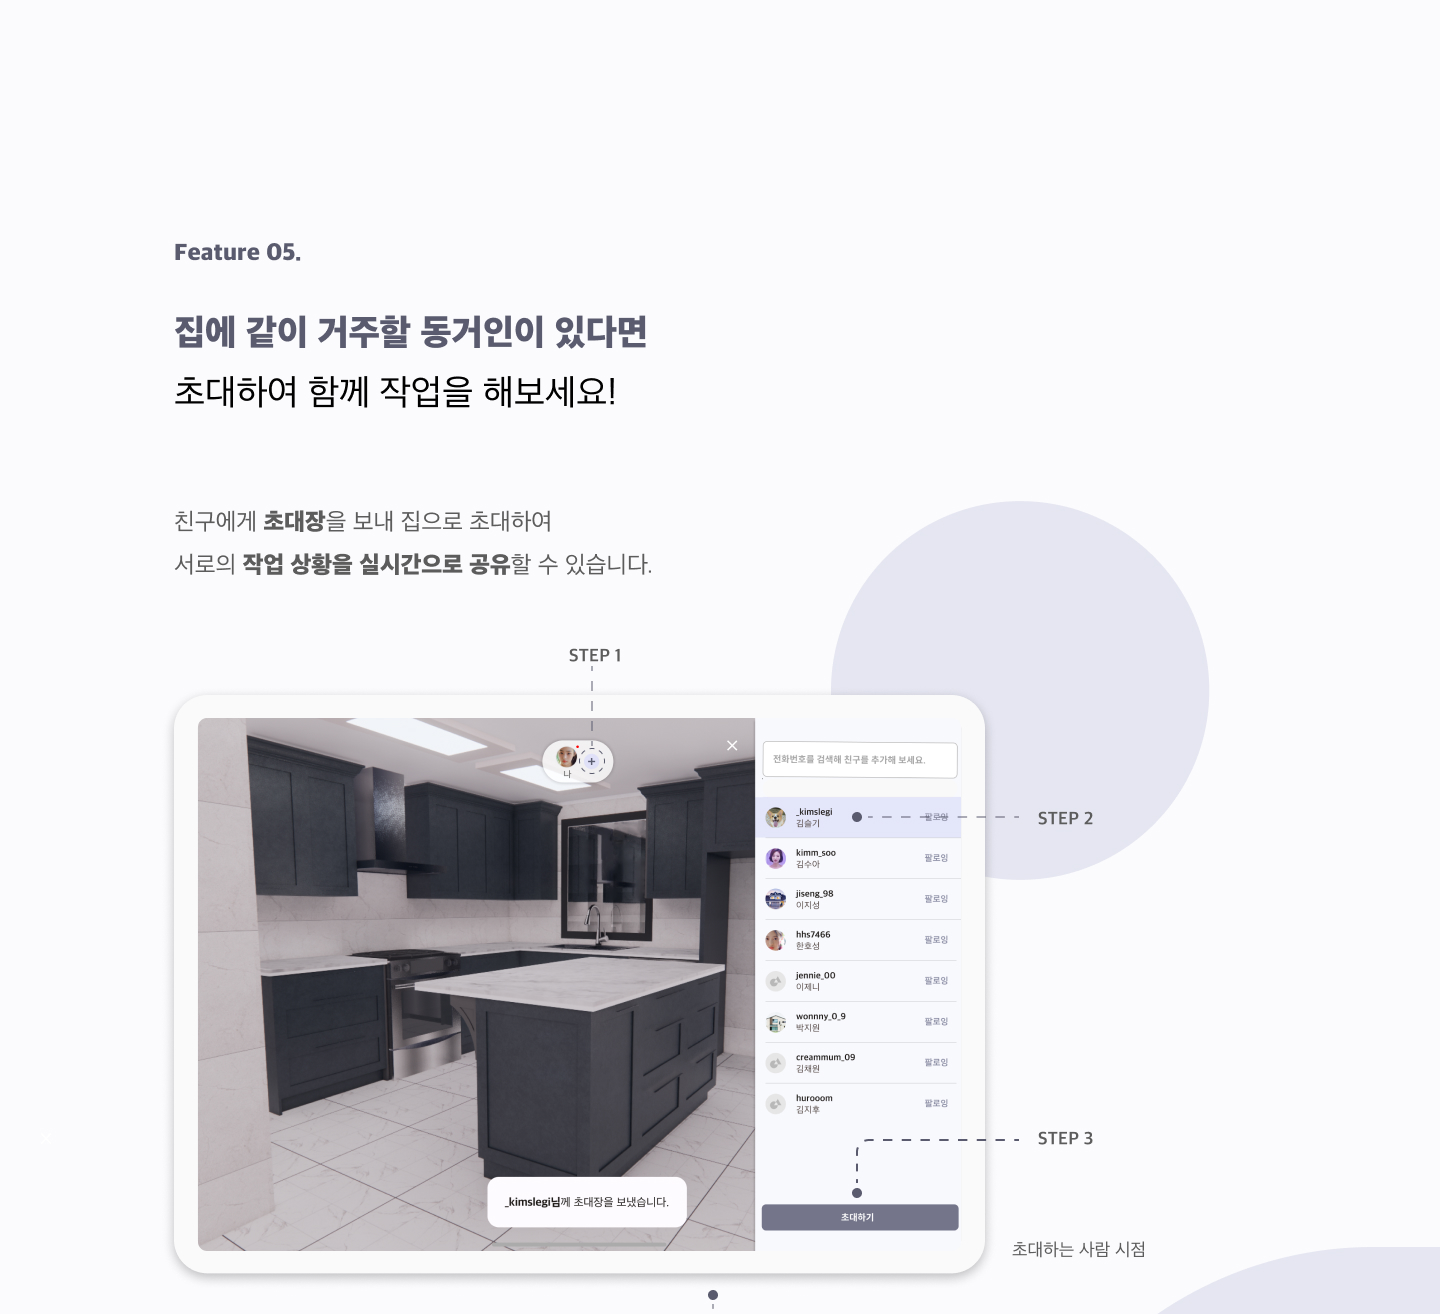 Feature 05.
집에 같이 거주할 동거인이 있다면
초대하여 함께 작업을 해보세요!
친구에게 초대장을 보내 집으로 초대하여
서로의 작업 상황을 실시간으로 공유할 수 있습니다.
STEP 1
나
전화번호를 검색해 친구를 추가해 보세요.
_kimslegi
김슬기
팔로잉
STEP 2
kimm_soo
김수아
팔로잉
jiseng_98
이지성
팔로잉
hhs7466
한호성
팔로잉
jennie_00
이제니
팔로잉
wonnny_0_9
박지원
팔로잉
creammum_09
김채원
팔로잉
hurooom
김지후
팔로잉
STEP 3
_kimslegi님께 초대장을 보냈습니다.
초대하기
초대하는 사람 시점